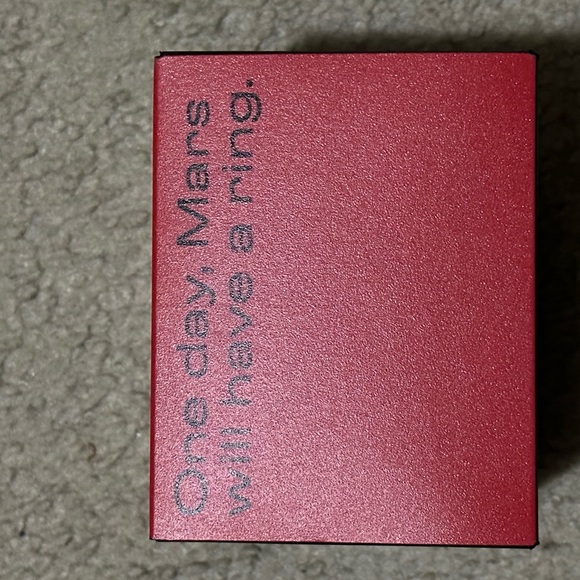 One day, Mars
will have a ring.